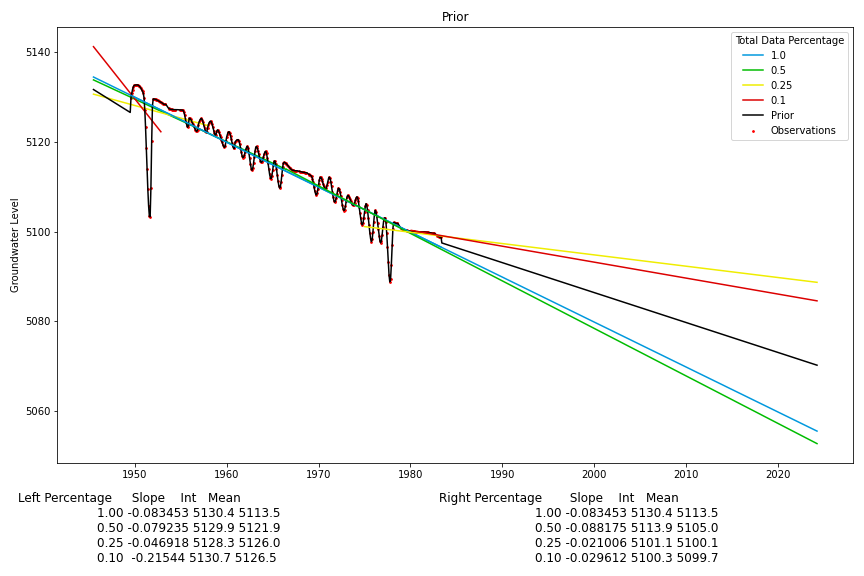 Prior
Total Data Percentage
1.0
0.5
0.25
0.1
Prior
Observations
Groundwater Level
5140
5120
5100
5080
5060
1950 1960 1970 1980 1990 2000 2010 2020
Left Percentage Slope Int Mean
1.00 -0.083453 5130.4 5113.5
0.50 -0.079235 5129.9 5121.9
0.25 -0.046918 5128.3 5126.0
0.10 -0.21544 5130.7 5126.5
Right Percentage Slope Int Mean
1.00 -0.083453 5130.4 5113.5
0.50 -0.088175 5113.9 5105.0
0.25 -0.021006 5101.1 5100.1
0.10 -0.029612 5100.3 5099.7